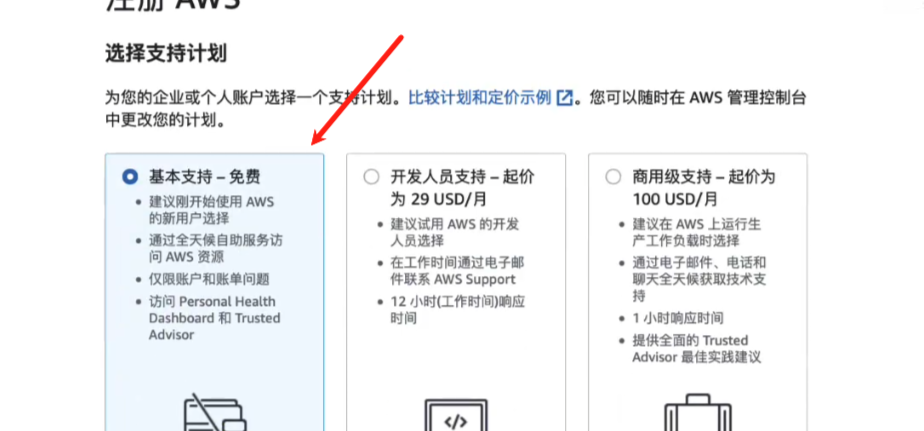 注册 AWS
选择支持计划
为您的企业或个人账户选择一个支持计划。比较计划和定价示例。您可以随时在 AWS 管理控制台
中更改您的计划。
基本支持 – 免费
• 建议刚开始使用 AWS
的新用户选择
• 通过全天候自助服务访
问 AWS 资源
• 仅限账户和账单问题
• 访问 Personal Health
Dashboard 和 Trusted
Advisor
开发人员支持 – 起价
为 29 USD/月
• 建议试用 AWS 的开发
人员选择
• 在工作时间通过电子邮
件联系 AWS Support
• 12 小时(工作时间)响应
时间
商用级支持 – 起价为
100 USD/月
• 建议在 AWS 上运行生
产工作负载时选择
• 通过电子邮件、电话和
聊天全天候获取技术支
持
• 1 小时响应时间
• 提供全面的 Trusted
Advisor 最佳实践建议
</>